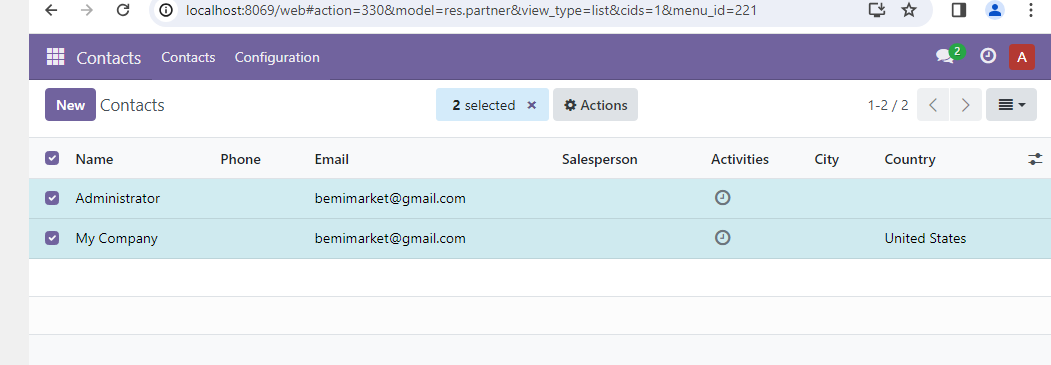 localhost:8069/web#action=330&model=res.partner&view_type=list&cids=1&menu_id=221
Contacts Contacts Configuration 2 A
New Contacts 2 selected × Actions 1-2 / 2
Name Phone Email Salesperson Activities City Country
Administrator bemimarket@gmail.com
My Company bemimarket@gmail.com United States